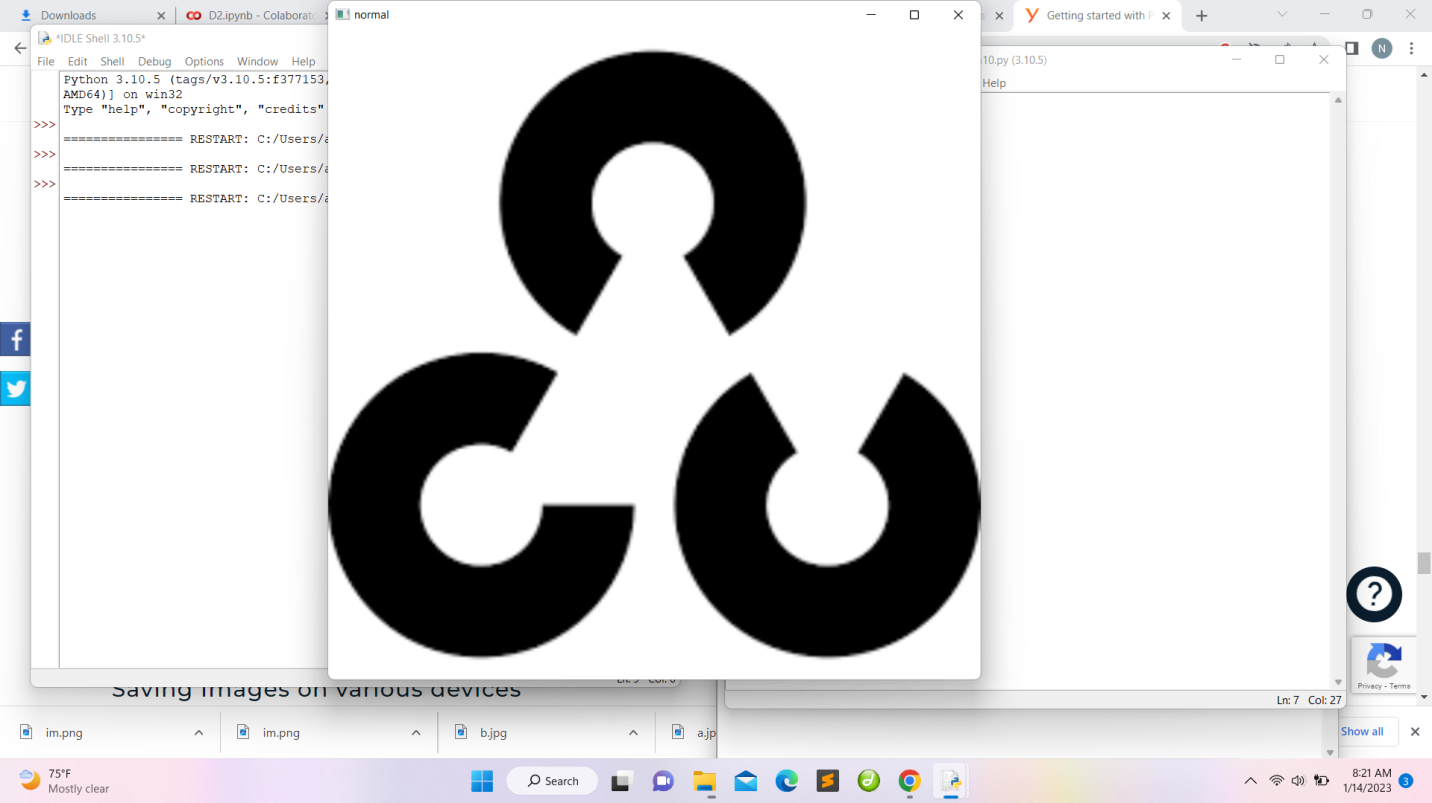 Downloads
D2.ipynb - Colaborato
normal
Getting started with P
*IDLE Shell 3.10.5*
10.py (3.10.5)
File Edit Shell Debug Options Window Help
Help
Python 3.10.5 (tags/v3.10.5:f377153,
AMD64)] on win32
Type "help", "copyright", "credits"
>>>
================ RESTART: C:/Users/a
>>>
================ RESTART: C:/Users/a
>>>
================ RESTART: C:/Users/a
N
f
?
Privacy - Terms
Saving images on various devices
Ln: 7 Col: 27
im.png
im.png
b.jpg
a.jp
Show all
75°F
Mostly clear
Search
8:21 AM
1/14/2023
3